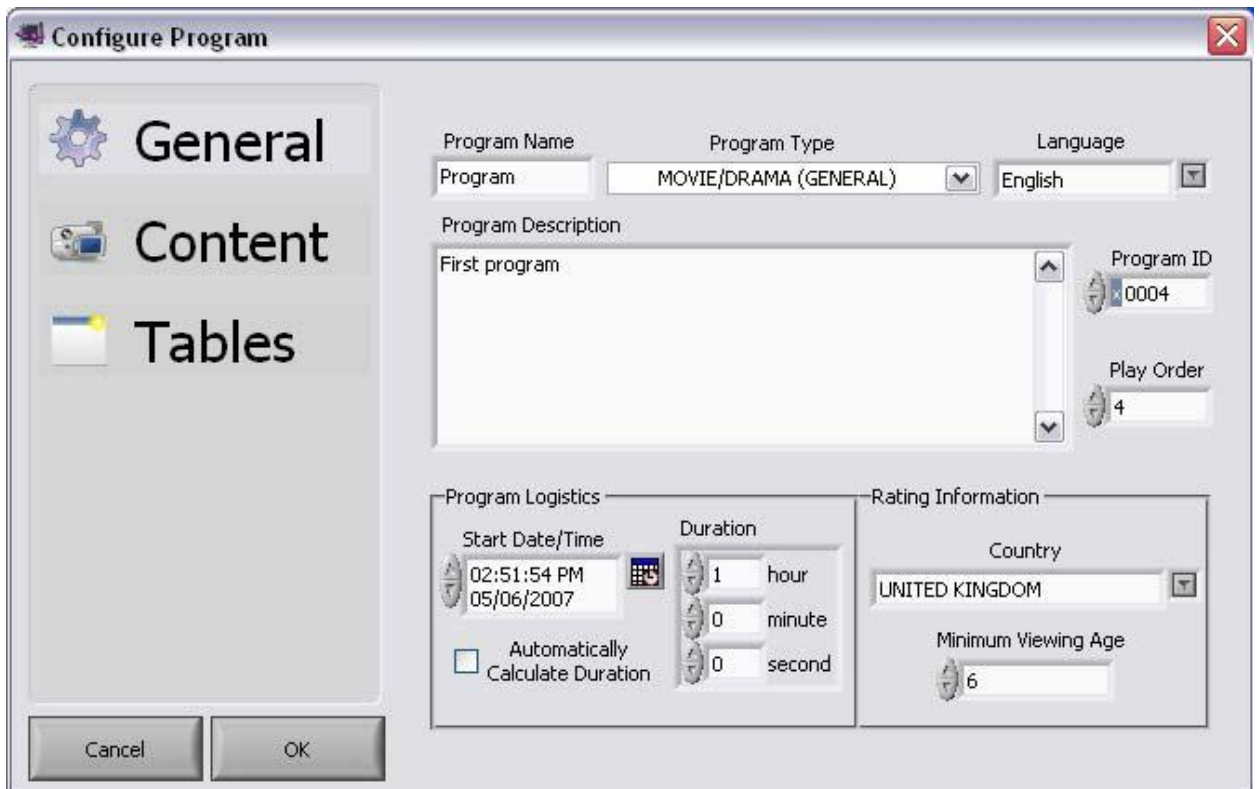 Configure Program
General
Content
Tables
Cancel
OK
Program Name
Program
Program Type
MOVIE/DRAMA (GENERAL)
Language
English
Program Description
First program
Program ID
x0004
Play Order
4
Program Logistics
Start Date/Time
02:51:54 PM
05/06/2007
Automatically
Calculate Duration
Duration
1 hour
0 minute
0 second
Rating Information
Country
UNITED KINGDOM
Minimum Viewing Age
6